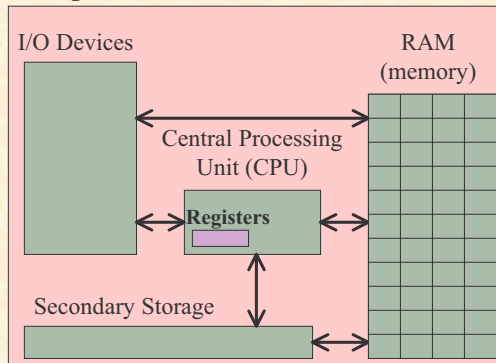 I/O Devices
RAM
(memory)
Central Processing
Unit (CPU)
Registers
Secondary Storage